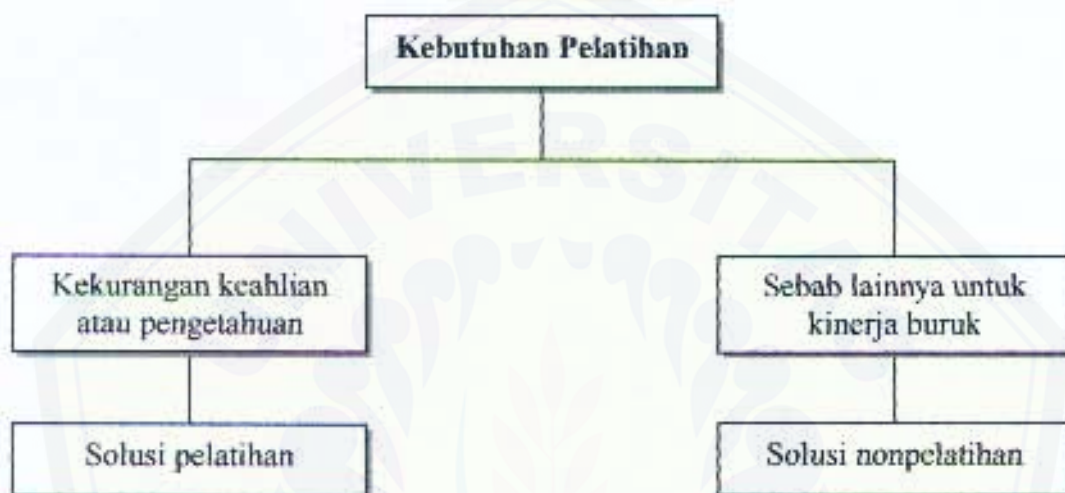 Kebutuhan Pelatihan
Kekurangan keahlian
atau pengetahuan
Sebab lainnya untuk
kinerja buruk
Solusi pelatihan
Solusi nonpelatihan